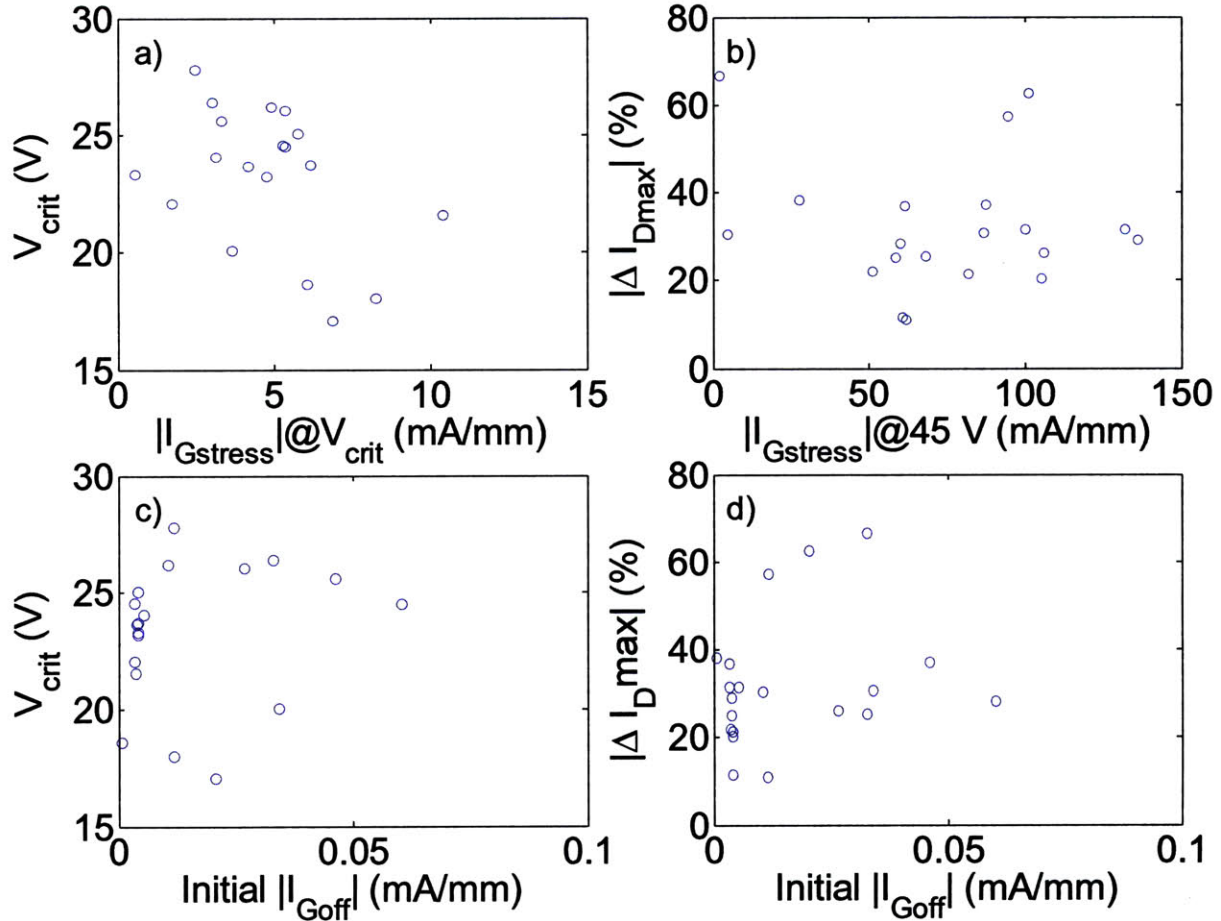 a)
30
25
20
15
V_crit (V)
0 5 10 15
|I_Gstress|@V_crit (mA/mm)
b)
80
60
40
20
0
|Δ I_Dmax| (%)
0 50 100 150
|I_Gstress|@45 V (mA/mm)
c)
30
25
20
15
V_crit (V)
0 0.05 0.1
Initial |I_Goff| (mA/mm)
d)
80
60
40
20
0
|Δ I_Dmax| (%)
0 0.05 0.1
Initial |I_Goff| (mA/mm)